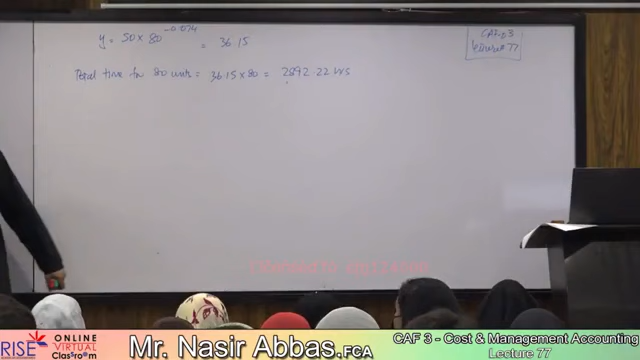 y = 50 × 80^-0.074 = 36.15
CAF-03
Lecture # 77
Total time for 80 units = 36.15 × 80 = 2892.22 hrs
RISE ONLINE VIRTUAL Classroom
Mr. Nasir Abbas.FCA
CAF 3 - Cost & Management Accounting
Lecture 77